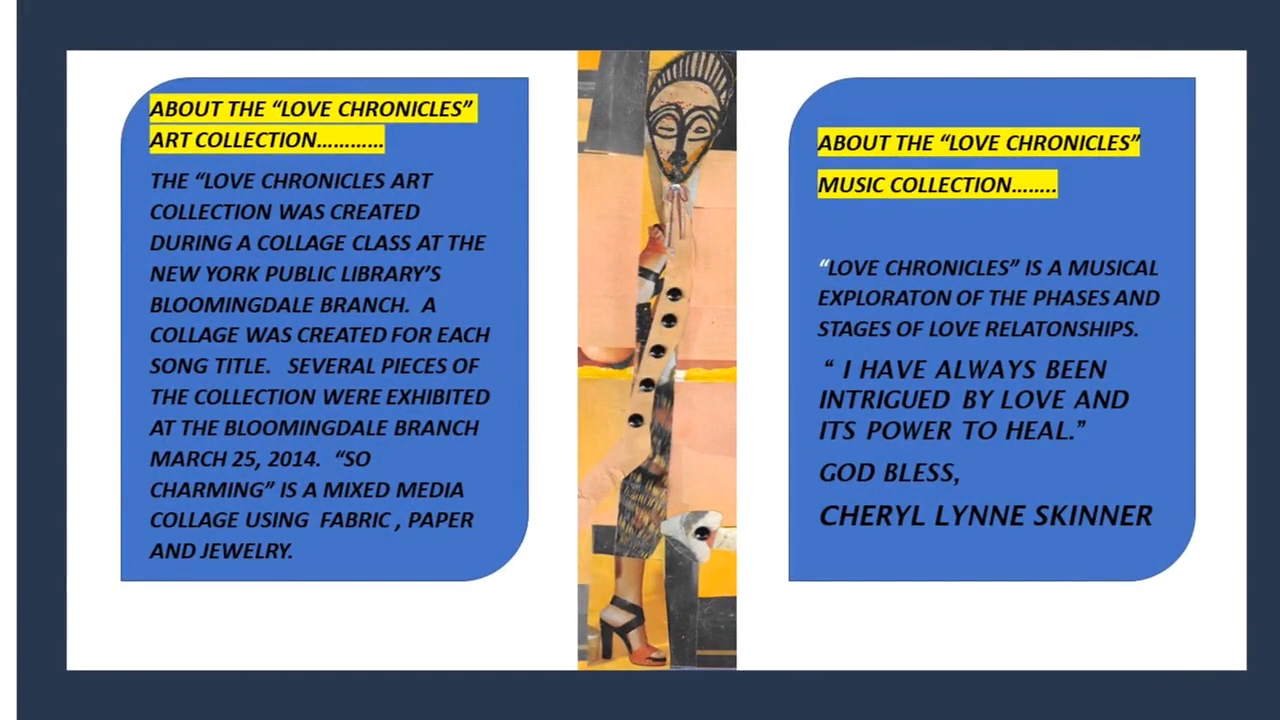 ABOUT THE “LOVE CHRONICLES”
ART COLLECTION…………
THE “LOVE CHRONICLES ART
COLLECTION WAS CREATED
DURING A COLLAGE CLASS AT THE
NEW YORK PUBLIC LIBRARY’S
BLOOMINGDALE BRANCH.  A
COLLAGE WAS CREATED FOR EACH
SONG TITLE.   SEVERAL PIECES OF
THE COLLECTION WERE EXHIBITED
AT THE BLOOMINGDALE BRANCH
MARCH 25, 2014.  “SO
CHARMING” IS A MIXED MEDIA
COLLAGE USING  FABRIC , PAPER
AND JEWELRY.
ABOUT THE “LOVE CHRONICLES”
MUSIC COLLECTION……..
“LOVE CHRONICLES” IS A MUSICAL
EXPLORATON OF THE PHASES AND
STAGES OF LOVE RELATONSHIPS.
“ I HAVE ALWAYS BEEN
INTRIGUED BY LOVE AND
ITS POWER TO HEAL.”
GOD BLESS,
CHERYL LYNNE SKINNER